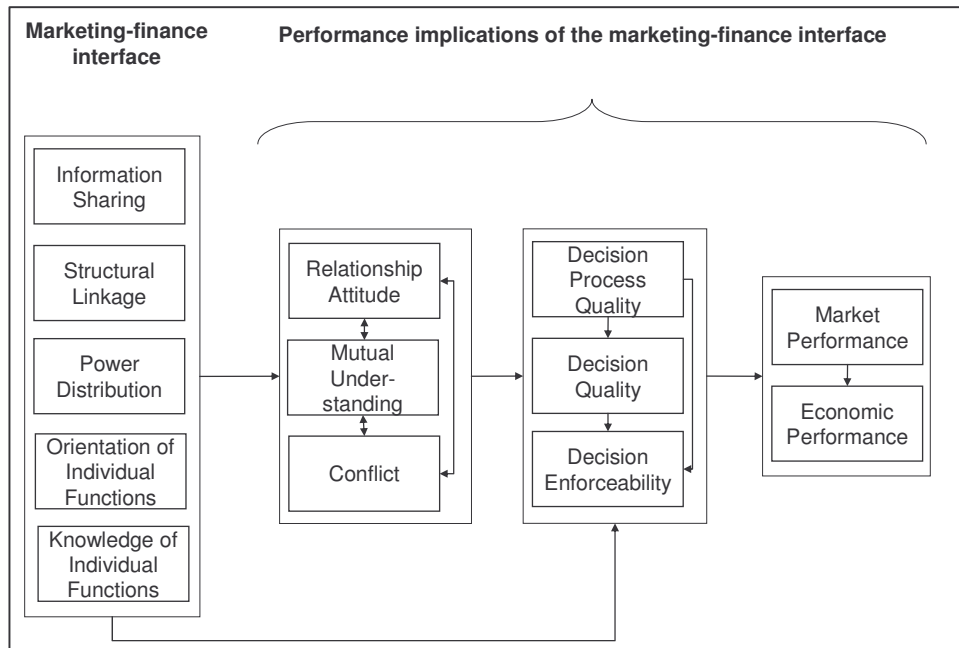 Marketing-finance
interface
Performance implications of the marketing-finance interface
Information
Sharing
Structural
Linkage
Power
Distribution
Orientation of
Individual
Functions
Knowledge of
Individual
Functions
Relationship
Attitude
Mutual
Under-
standing
Conflict
Decision
Process
Quality
Decision
Quality
Decision
Enforceability
Market
Performance
Economic
Performance